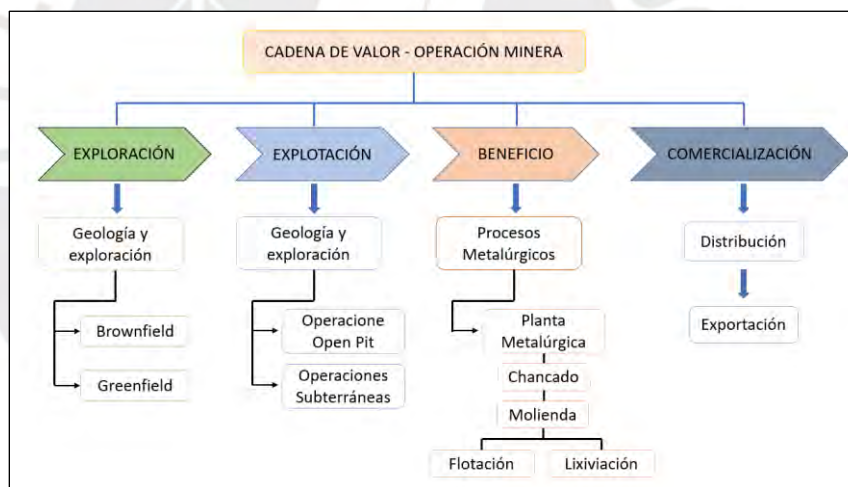 CADENA DE VALOR - OPERACIÓN MINERA
EXPLORACIÓN
EXPLOTACIÓN
BENEFICIO
COMERCIALIZACIÓN
Geología y
exploración
Brownfield
Greenfield
Geología y
exploración
Operacione
Open Pit
Operaciones
Subterráneas
Procesos
Metalúrgicos
Planta
Metalúrgica
Chancado
Molienda
Flotación
Lixiviación
Distribución
Exportación